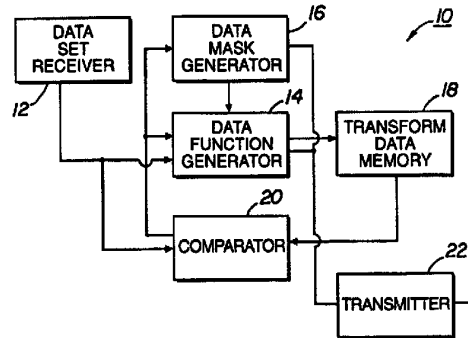 DATA
SET
RECEIVER
12
DATA
MASK
GENERATOR
16
10
DATA
FUNCTION
GENERATOR
14
TRANSFORM
DATA
MEMORY
18
COMPARATOR
20
TRANSMITTER
22